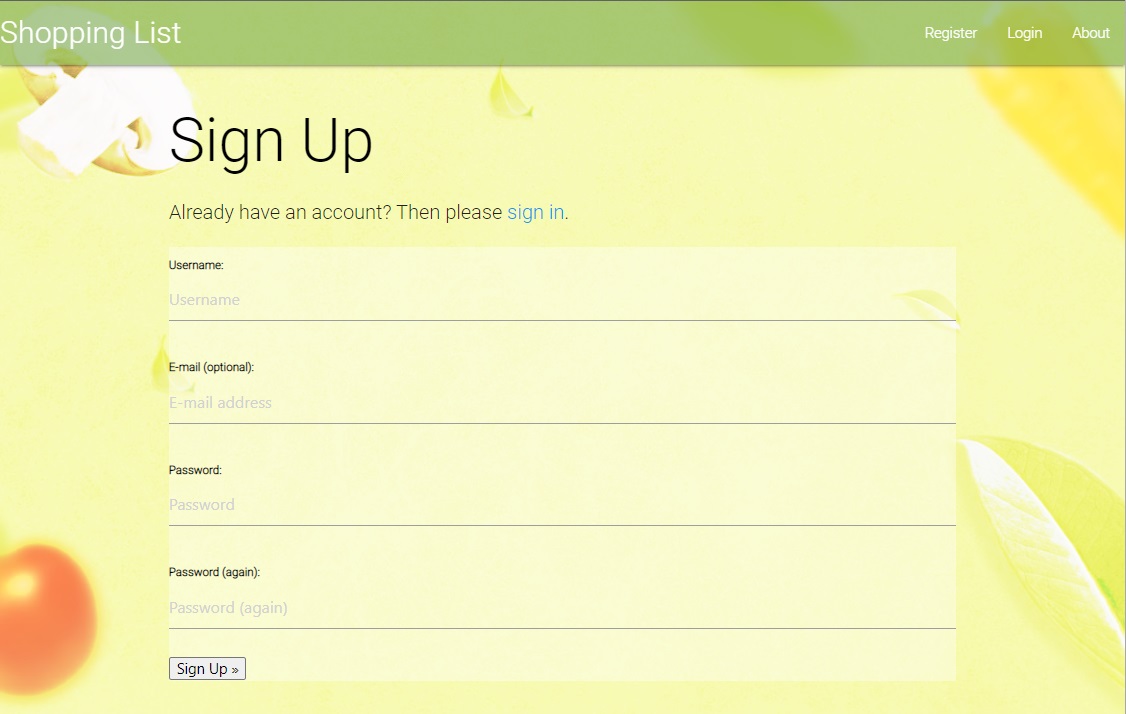 Shopping List
Register Login About
Sign Up
Already have an account? Then please sign in.
Username:
Username
E-mail (optional):
E-mail address
Password:
Password
Password (again):
Password (again)
Sign Up »